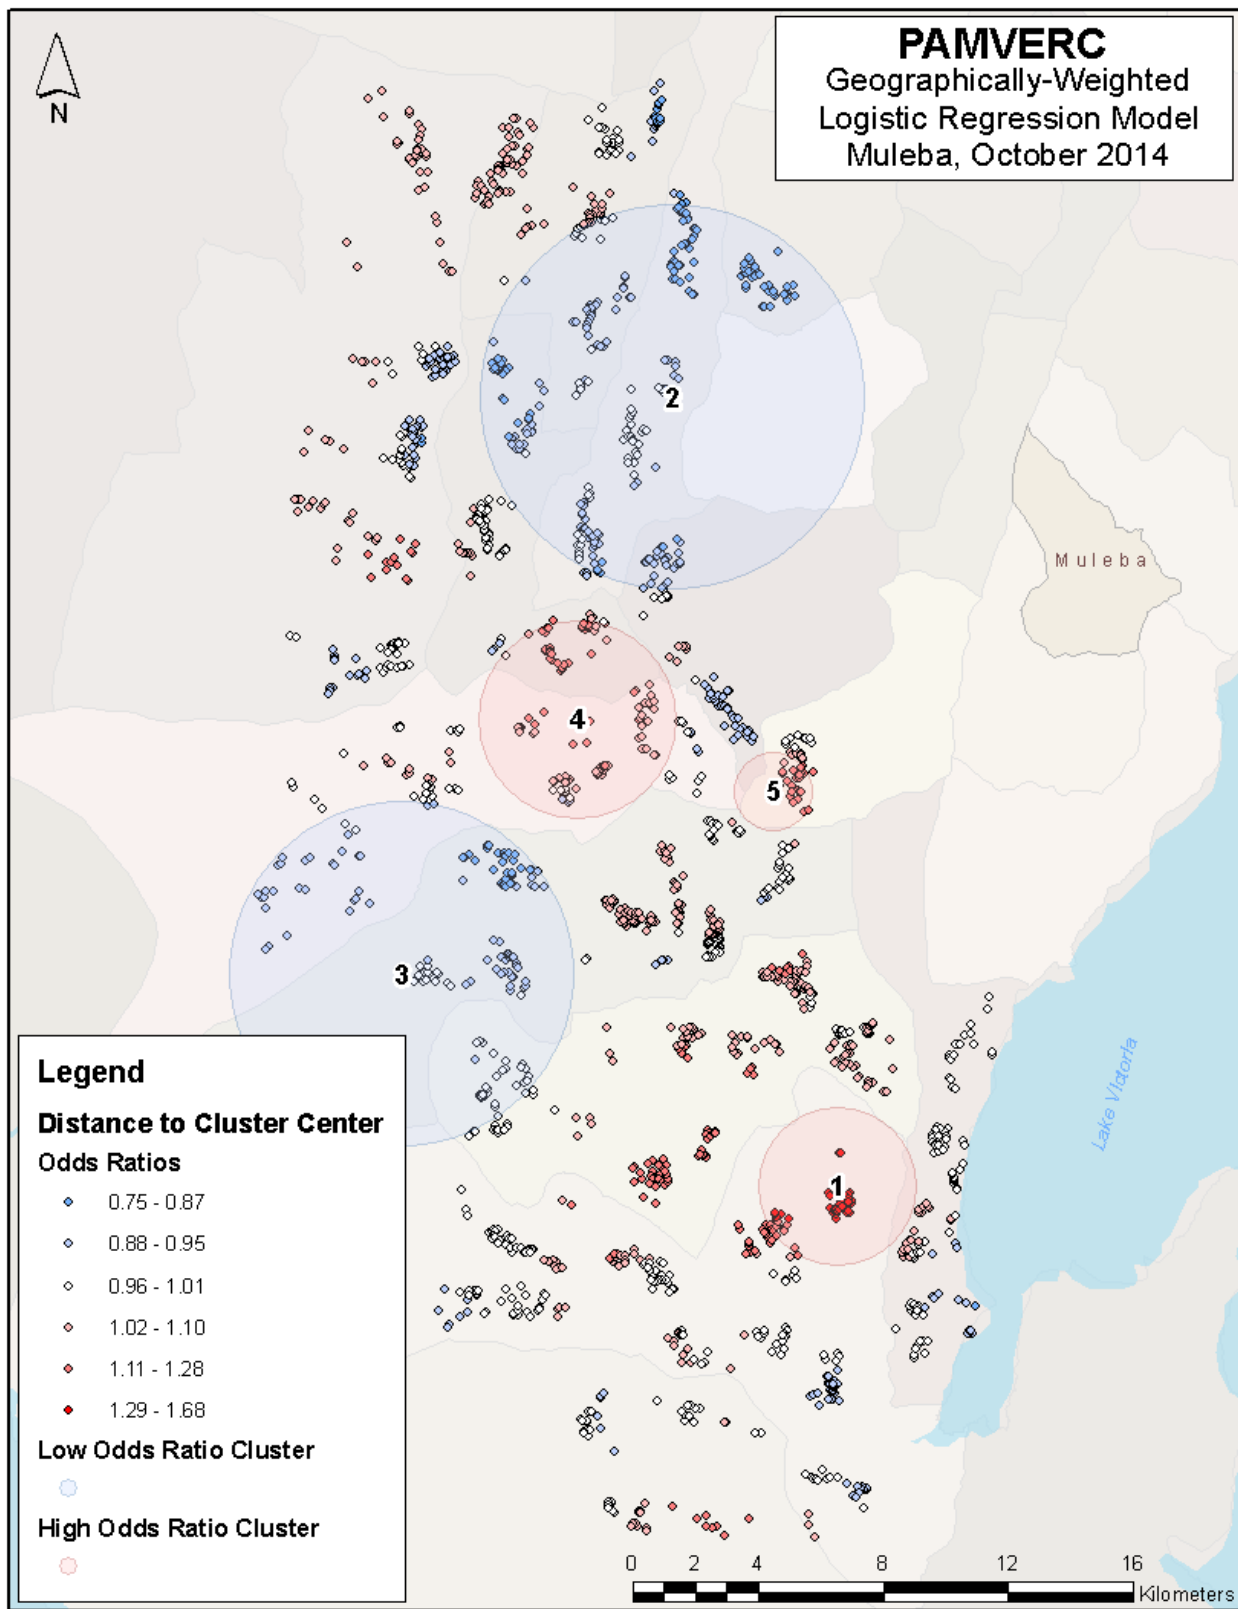 PAMVERC
Geographically-Weighted
Logistic Regression Model
Muleba, October 2014
N
2
Muleba
4
5
3
Lake Victoria
1
Legend
Distance to Cluster Center
Odds Ratios
0.75 - 0.87
0.88 - 0.95
0.96 - 1.01
1.02 - 1.10
1.11 - 1.28
1.29 - 1.68
Low Odds Ratio Cluster
High Odds Ratio Cluster
0 2 4 8 12 16
Kilometers